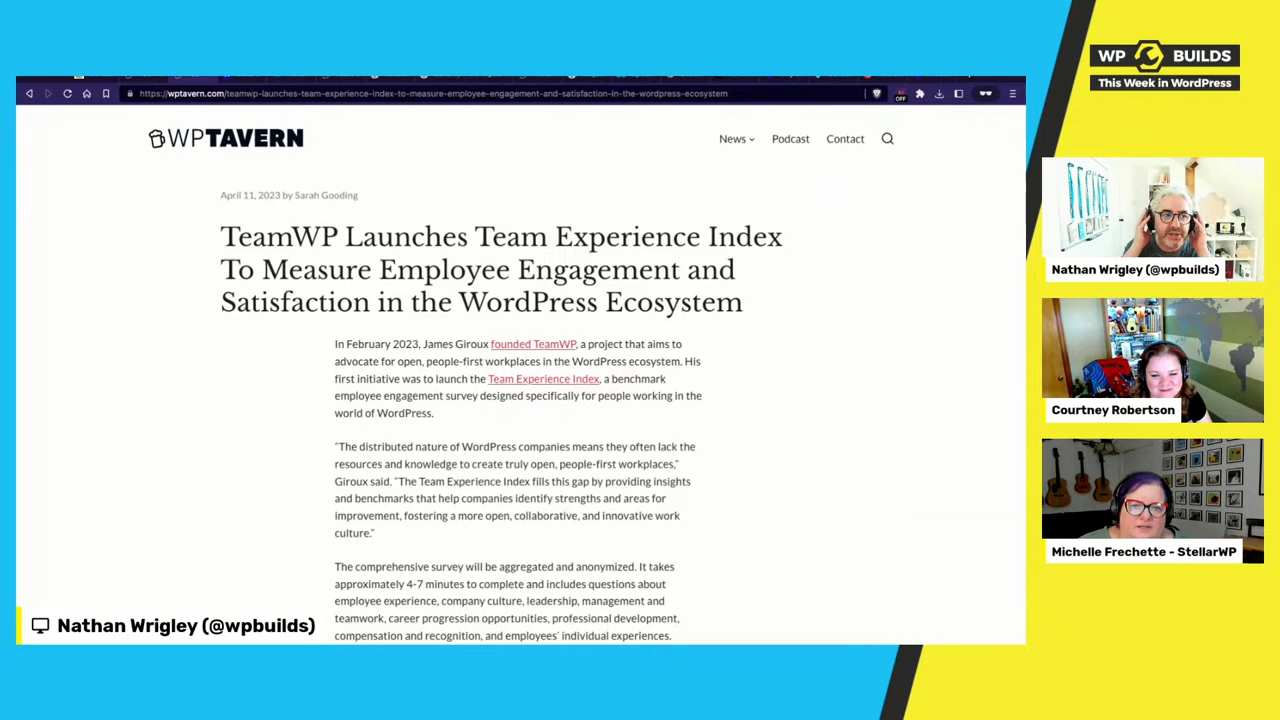 WP BUILDS
This Week in WordPress
https://wptavern.com/teamwp-launches-team-experience-index-to-measure-employee-engagement-and-satisfaction-in-the-wordpress-ecosystem
OFF
WPTAVERN
News
Podcast
Contact
April 11, 2023 by Sarah Gooding
TeamWP Launches Team Experience Index
To Measure Employee Engagement and
Satisfaction in the WordPress Ecosystem
In February 2023, James Giroux founded TeamWP, a project that aims to
advocate for open, people-first workplaces in the WordPress ecosystem. His
first initiative was to launch the Team Experience Index, a benchmark
employee engagement survey designed specifically for people working in the
world of WordPress.
“The distributed nature of WordPress companies means they often lack the
resources and knowledge to create truly open, people-first workplaces,”
Giroux said. “The Team Experience Index fills this gap by providing insights
and benchmarks that help companies identify strengths and areas for
improvement, fostering a more open, collaborative, and innovative work
culture.”
The comprehensive survey will be aggregated and anonymized. It takes
approximately 4-7 minutes to complete and includes questions about
employee experience, company culture, leadership, management and
teamwork, career progression opportunities, professional development,
compensation and recognition, and employees’ individual experiences.
Nathan Wrigley (@wpbuilds)
Nathan Wrigley (@wpbuilds)
Courtney Robertson
Michelle Frechette - StellarWP